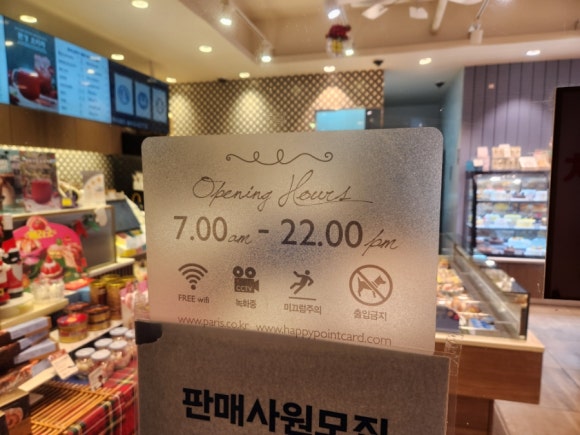 Opening Hours
7.00am - 22.00pm
CCTV
FREE wifi 녹화중 미끄럼주의 출입금지
www.paris.co.kr www.happypointcard.com
판매사원모집